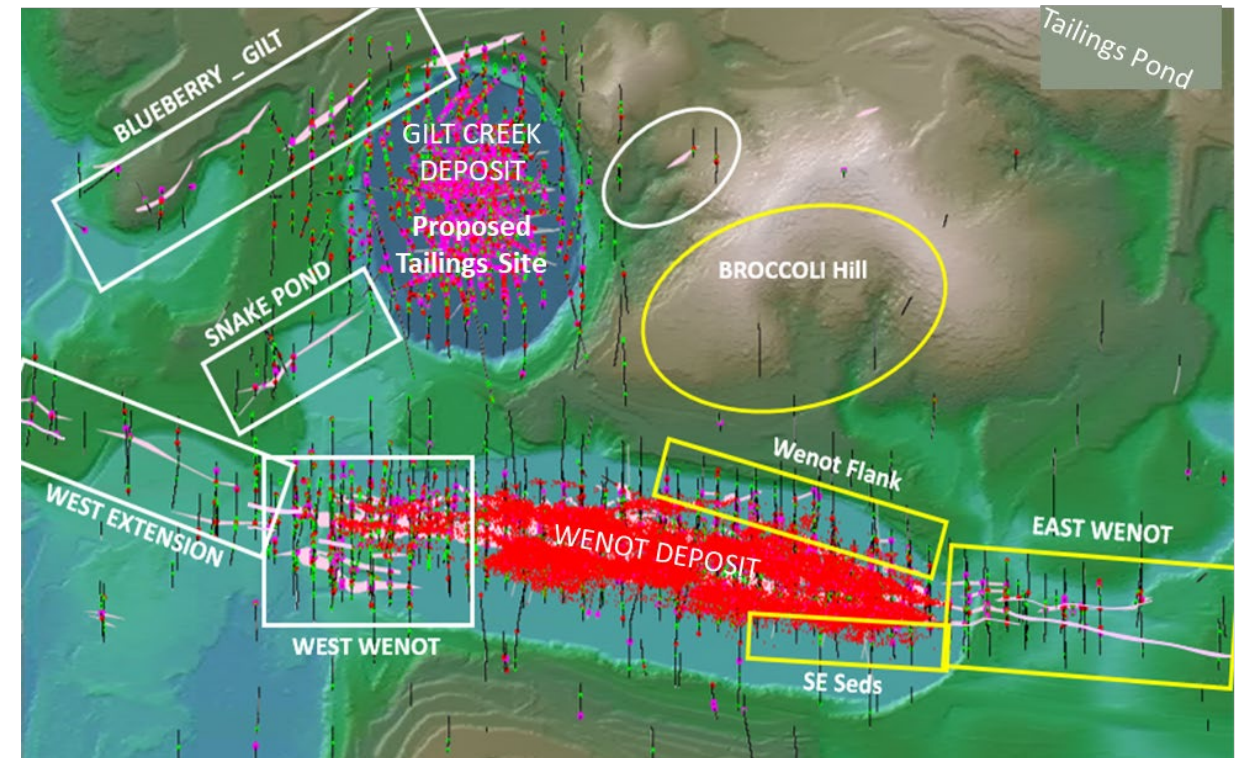 Tailings Pond
BLUEBERRY _ GILT
GILT CREEK
DEPOSIT
Proposed
Tailings Site
SNAKE POND
BROCCOLI Hill
Wenot Flank
WEST EXTENSION
WENOT DEPOSIT
EAST WENOT
WEST WENOT
SE Seds